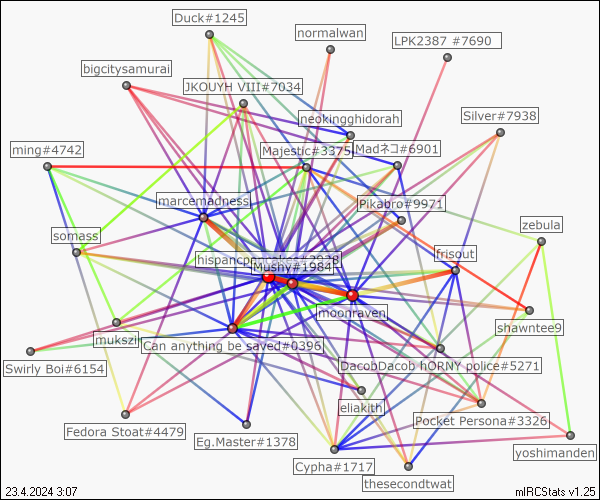 Duck#1245
normalwan
LPK2387 #7690
bigcitysamurai
JKOUYH VIII#7034
neokingghidorah
Silver#7938
ming#4742
Majestic#3375
Madネコ#6901
marcemadness
Pikabro#9971
zebula
somass
frisout
Mushy#1984
moonraven
shawntee9
Can anything be saved#0396
Swirly Boi#6154
DacobDacob hORNY police#5271
eliakith
Fedora Stoat#4479
Pocket Persona#3326
Eg.Master#1378
yoshimanden
Cypha#1717
thesecondtwat
23.4.2024 3:07
mIRCStats v1.25